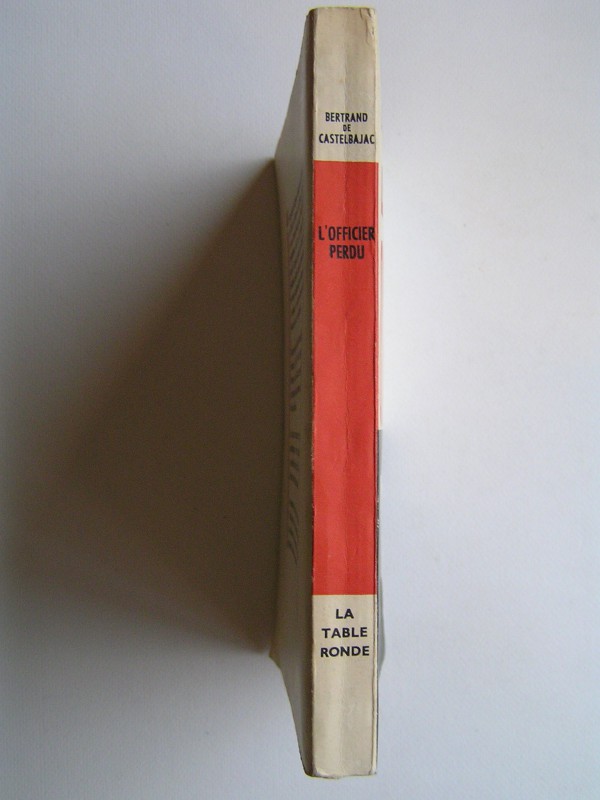 BERTRAND
DE
CASTELBAJAC
L'OFFICIER
PERDU
LA
TABLE
RONDE